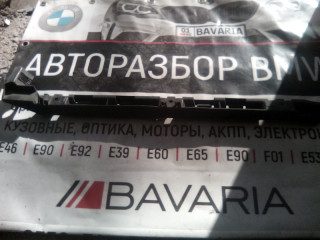 BAVARIA
АВТОРАЗБОР BMW
КУЗОВНЫЕ, ОПТИКА, МОТОРЫ, АКПП, ЭЛЕКТРО
E46 | E90 | E92 | E39 | E60 | E65 | E90 | F01 | E53
BAVARIA